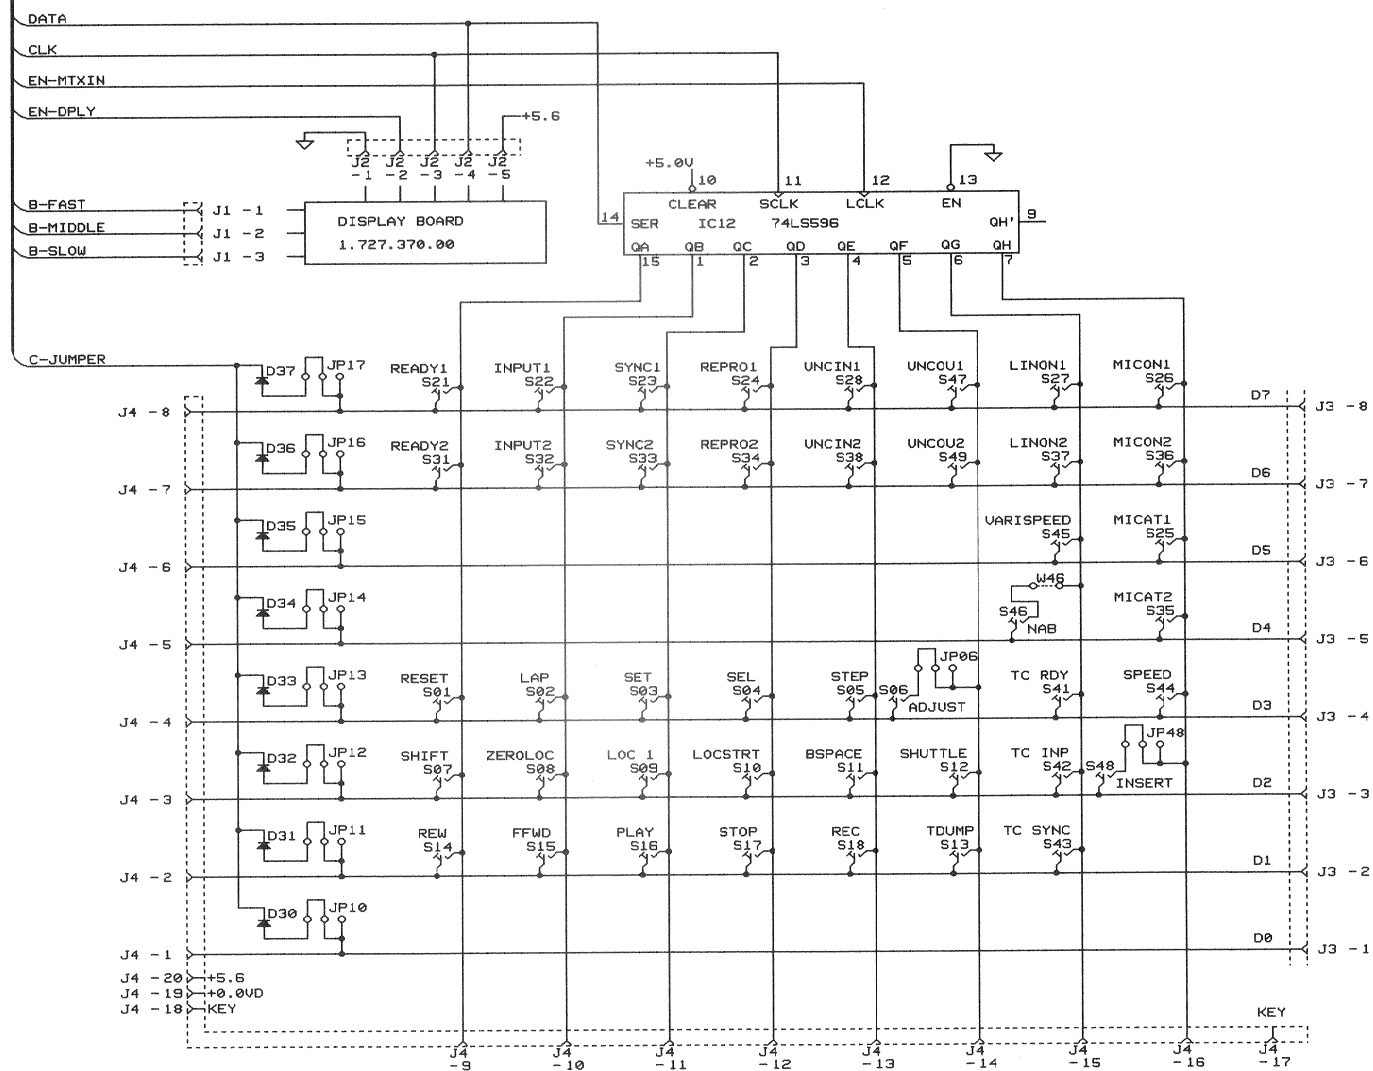 DATA
CLK
EN-MTXIN
EN-DPLY
+5.6
J2 J2 J2 J2 J2
-1 -2 -3 -4 -5
+5.0V
10 11 12 13
CLEAR SCLK LCLK EN
14 SER IC12 74LS596 QH' 9
QA QB QC QD QE QF QG QH
15 1 2 3 4 5 6 7
B-FAST J1 -1
B-MIDDLE J1 -2
B-SLOW J1 -3
DISPLAY BOARD
1.727.370.00
C-JUMPER
D37 JP17 READY1 INPUT1 SYNC1 REPRO1 UNCIN1 UNCOU1 LINON1 MICON1
S21 S22 S23 S24 S28 S47 S27 S26
J4 -8 D7 J3 -8
D36 JP16 READY2 INPUT2 SYNC2 REPRO2 UNCIN2 UNCOU2 LINON2 MICON2
S31 S32 S33 S34 S38 S49 S37 S36
J4 -7 D6 J3 -7
D35 JP15 VARISPEED MICAT1
S45 S25
J4 -6 D5 J3 -6
W46
D34 JP14 MICAT2
S46 S35
NAB
J4 -5 D4 J3 -5
JP06
D33 JP13 RESET LAP SET SEL STEP TC RDY SPEED
S01 S02 S03 S04 S05 S06 S41 S44
ADJUST
J4 -4 D3 J3 -4
JP48
D32 JP12 SHIFT ZEROLOC LOC 1 LOCSTRT BSPACE SHUTTLE TC INP
S07 S08 S09 S10 S11 S12 S42 S48
INSERT
J4 -3 D2 J3 -3
D31 JP11 REW FFWD PLAY STOP REC TDUMP TC SYNC
S14 S15 S16 S17 S18 S13 S43
J4 -2 D1 J3 -2
D30 JP10
J4 -1 D0 J3 -1
J4 -20 +5.6
J4 -19 +0.0VD
J4 -18 KEY
KEY
J4 J4 J4 J4 J4 J4 J4 J4 J4
-9 -10 -11 -12 -13 -14 -15 -16 -17